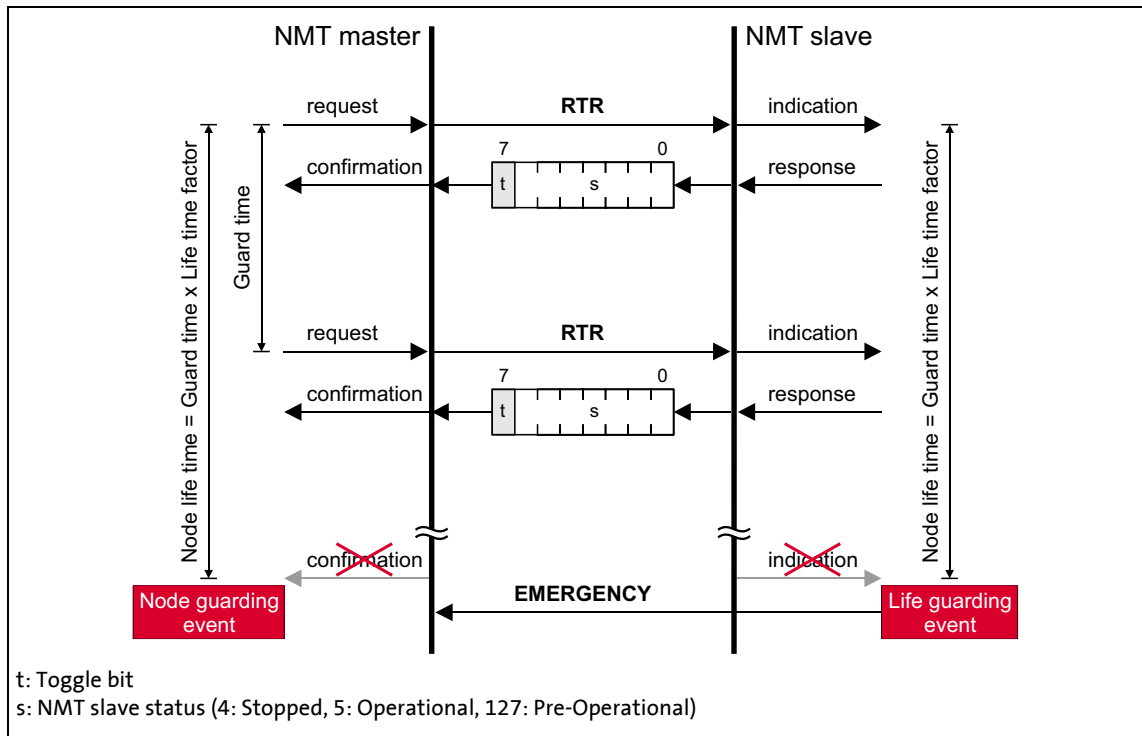 NMT master NMT slave
request RTR indication
7 0
confirmation t s response
Node life time = Guard time x Life time factor
Guard time
Node life time = Guard time x Life time factor
request RTR indication
7 0
confirmation t s response
confirmation indication
EMERGENCY
Node guarding
event
Life guarding
event
t: Toggle bit
s: NMT slave status (4: Stopped, 5: Operational, 127: Pre-Operational)